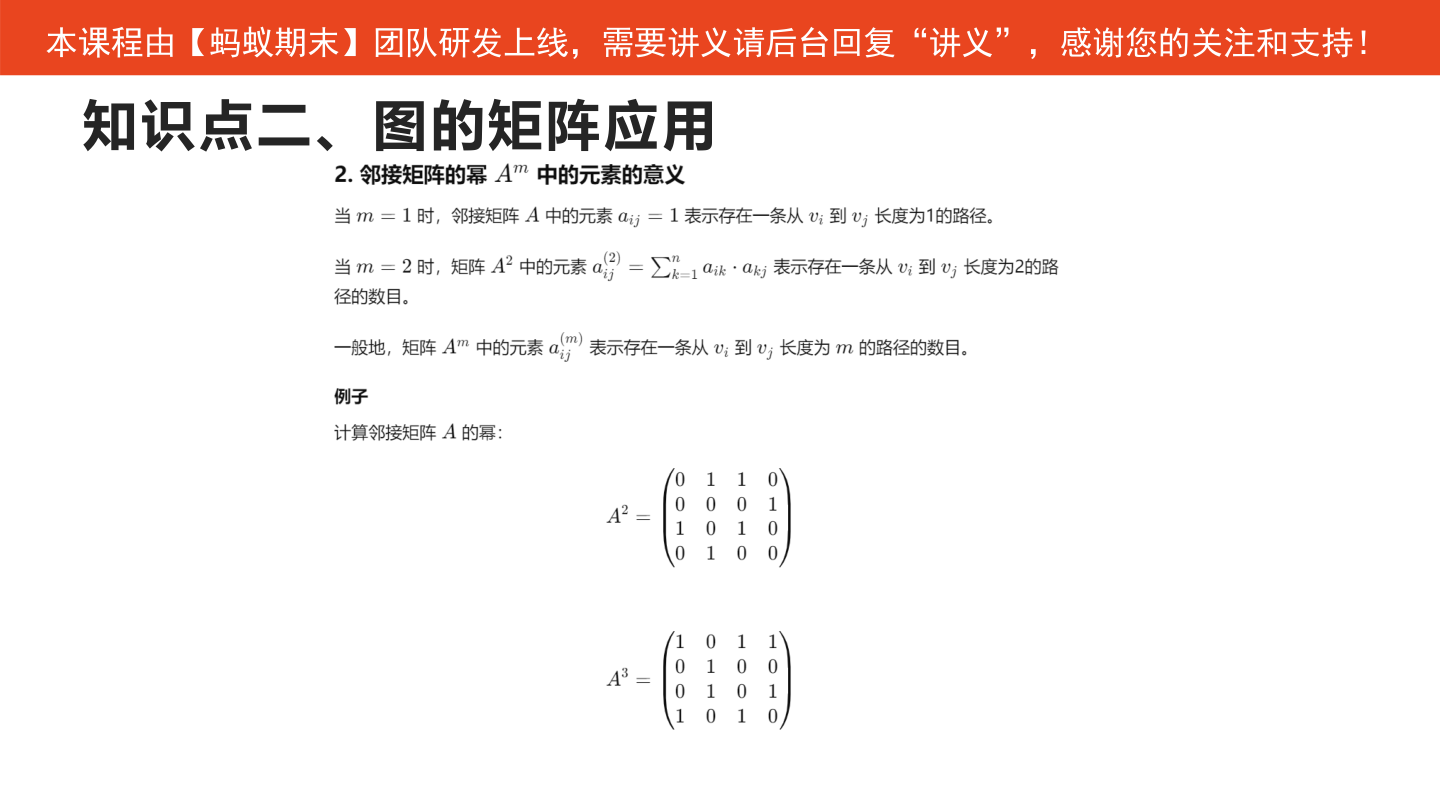 本课程由【蚂蚁期末】团队研发上线，需要讲义请后台回复“讲义”，感谢您的关注和支持！
知识点二、图的矩阵应用
2. 邻接矩阵的幂 A^m 中的元素的意义
当 m = 1 时，邻接矩阵 A 中的元素 a_{ij} = 1 表示存在一条从 v_i 到 v_j 长度为1的路径。
当 m = 2 时，矩阵 A^2 中的元素 a_{ij}^{(2)} = ∑_{k=1}^{n} a_{ik} · a_{kj} 表示存在一条从 v_i 到 v_j 长度为2的路
径的数目。
一般地，矩阵 A^m 中的元素 a_{ij}^{(m)} 表示存在一条从 v_i 到 v_j 长度为 m 的路径的数目。
例子
计算邻接矩阵 A 的幂：
0 1 1 0
0 0 0 1
A^2 =
1 0 1 0
0 1 0 0
1 0 1 1
0 1 0 0
A^3 =
0 1 0 1
1 0 1 0